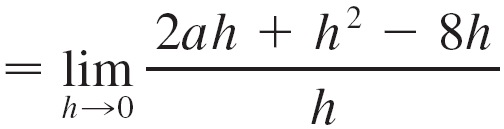 = lim h→0 (2ah + h² − 8h) / h